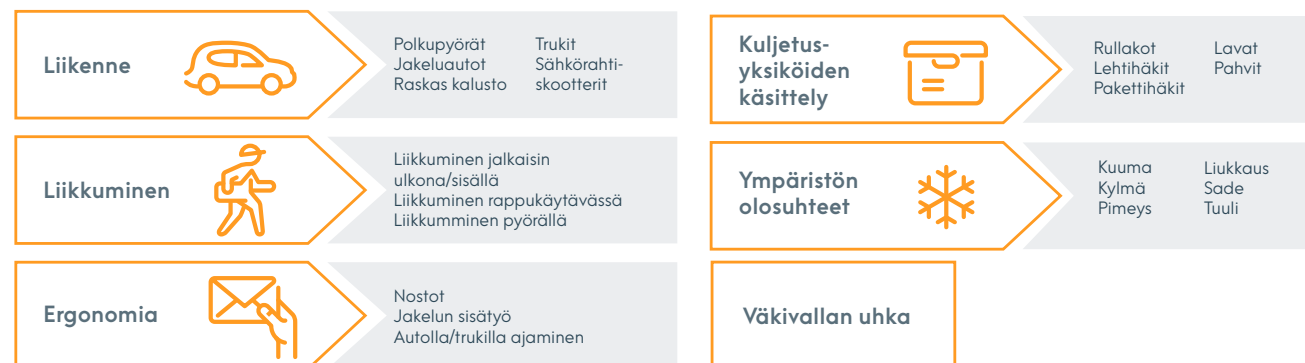 Liikenne
Polkupyörät
Jakeluautot
Raskas kalusto
Trukit
Sähkörahti-
skootterit
Liikkuminen
Liikkuminen jalkaisin
ulkona/sisällä
Liikkuminen rappukäytävässä
Liikkumminen pyörällä
Ergonomia
Nostot
Jakelun sisätyö
Autolla/trukilla ajaminen
Kuljetus-
yksiköiden
käsittely
Rullakot
Lehtihäkit
Pakettihäkit
Lavat
Pahvit
Ympäristön
olosuhteet
Kuuma
Kylmä
Pimeys
Liukkaus
Sade
Tuuli
Väkivallan uhka